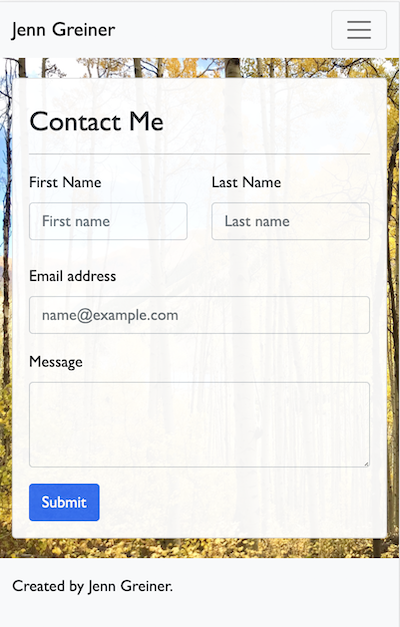 Jenn Greiner
Contact Me
First Name Last Name
First name Last name
Email address
name@example.com
Message
Submit
Created by Jenn Greiner.